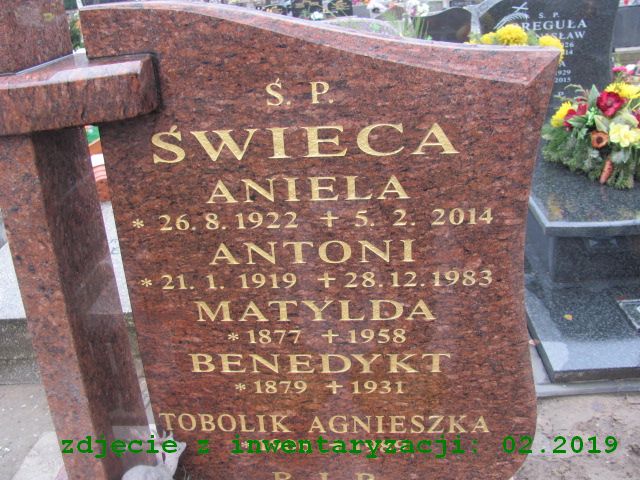 Ś. P.
ŚWIECA
ANIELA
* 26. 8. 1922 + 5. 2. 2014
ANTONI
* 21. 1. 1919 + 28. 12. 1983
MATYLDA
* 1877 + 1958
BENEDYKT
* 1879 + 1931
TOBOLIK AGNIESZKA
zdjęcie z inwentaryzacji: 02.2019
R. I. P.
Ś. P.
REGUŁA